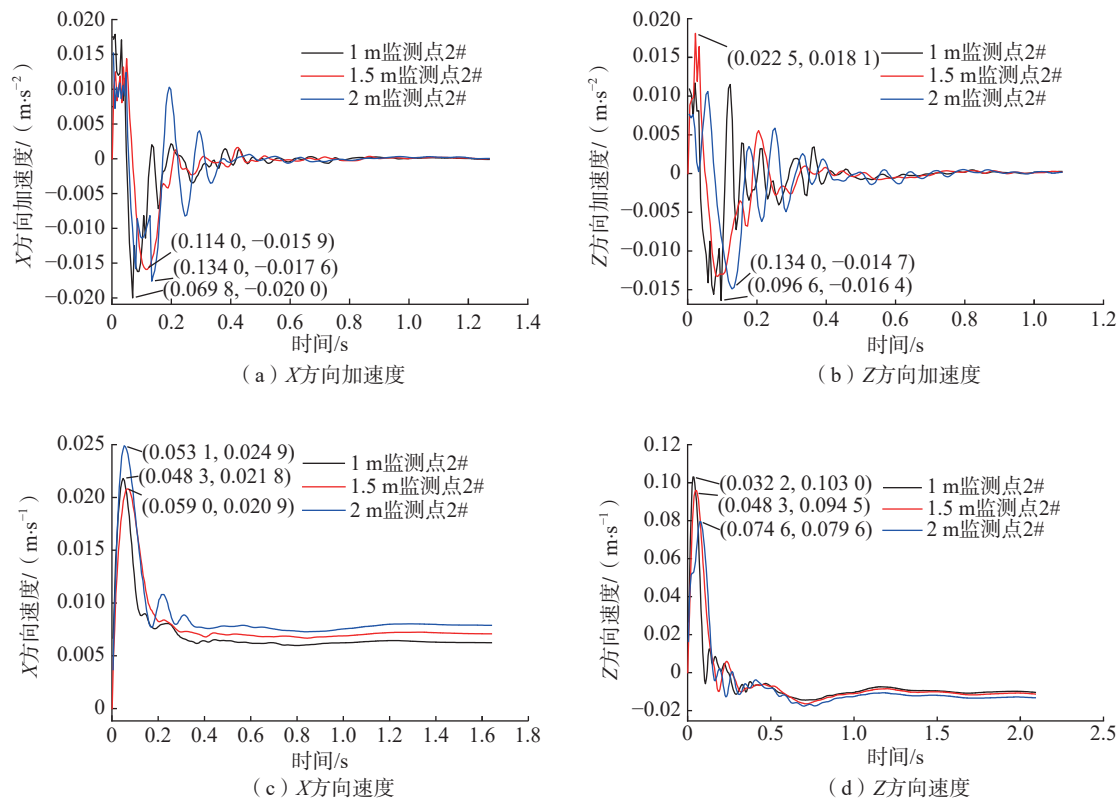 0.020
0.015
0.010
0.005
0
−0.005
−0.010
−0.015
−0.020
X方向加速度/（m·s⁻²）
1 m监测点2#
1.5 m监测点2#
2 m监测点2#
(0.114 0, −0.015 9)
(0.134 0, −0.017 6)
(0.069 8, −0.020 0)
0 0.2 0.4 0.6 0.8 1.0 1.2 1.4
时间/s
（a）X方向加速度
0.020
0.015
0.010
0.005
0
−0.005
−0.010
−0.015
Z方向加速度/（m·s⁻²）
(0.022 5, 0.018 1)
1 m监测点2#
1.5 m监测点2#
2 m监测点2#
(0.134 0, −0.014 7)
(0.096 6, −0.016 4)
0 0.2 0.4 0.6 0.8 1.0 1.2
时间/s
（b）Z方向加速度
0.025
0.020
0.015
0.010
0.005
0
X方向速度/（m·s⁻¹）
(0.053 1, 0.024 9)
(0.048 3, 0.021 8)
(0.059 0, 0.020 9)
1 m监测点2#
1.5 m监测点2#
2 m监测点2#
0 0.2 0.4 0.6 0.8 1.0 1.2 1.4 1.6 1.8
时间/s
（c）X方向速度
0.12
0.10
0.08
0.06
0.04
0.02
0
−0.02
Z方向速度/（m·s⁻¹）
(0.032 2, 0.103 0)
(0.048 3, 0.094 5)
(0.074 6, 0.079 6)
1 m监测点2#
1.5 m监测点2#
2 m监测点2#
0 0.5 1.0 1.5 2.0 2.5
时间/s
（d）Z方向速度